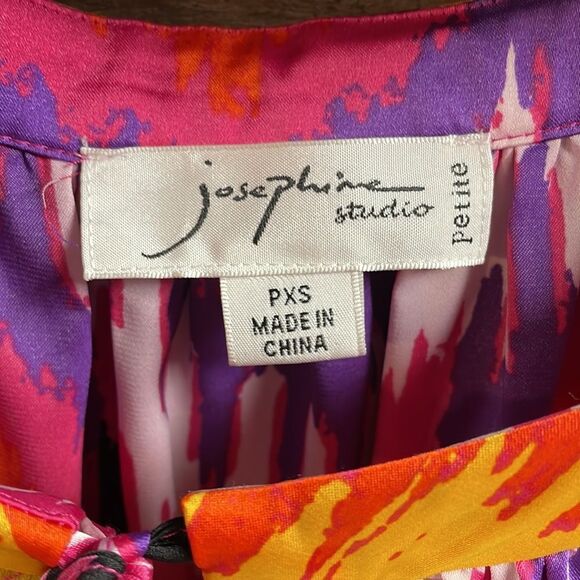 josephine
studio
petite
PXS
MADE IN
CHINA